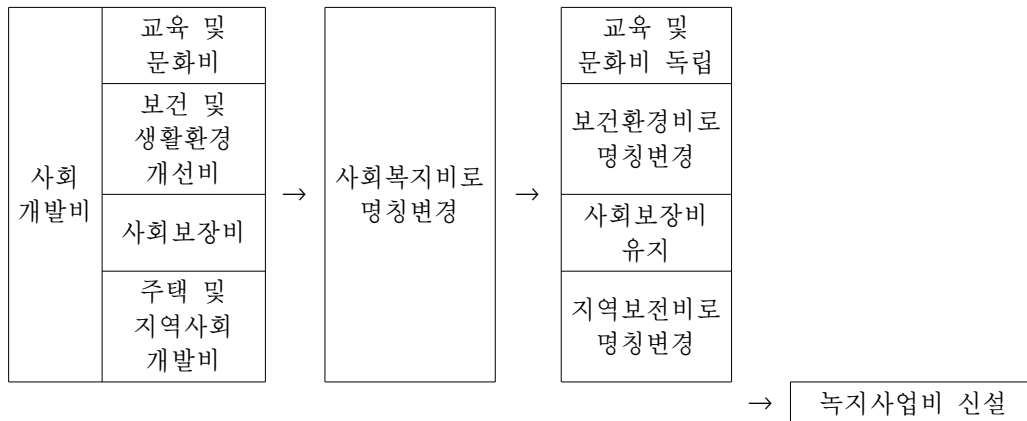 사회
개발비
교육 및
문화비
보건 및
생활환경
개선비
사회보장비
주택 및
지역사회
개발비
→
사회복지비로
명칭변경
→
교육 및
문화비 독립
보건환경비로
명칭변경
사회보장비
유지
지역보전비로
명칭변경
→
녹지사업비 신설